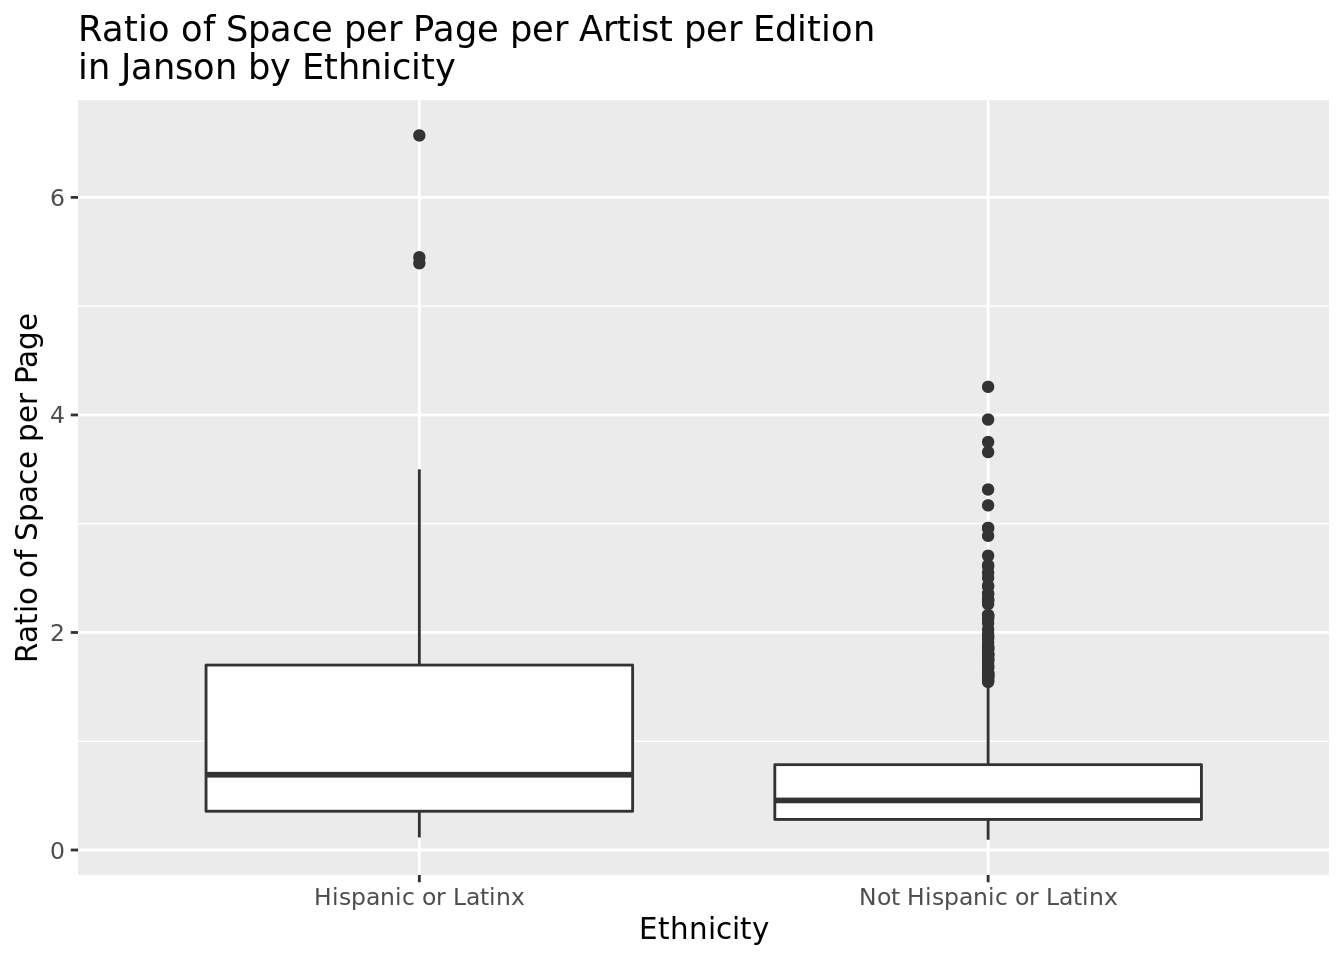 Ratio of Space per Page per Artist per Edition
in Janson by Ethnicity
Ratio of Space per Page
6
4
2
0
Hispanic or Latinx
Not Hispanic or Latinx
Ethnicity